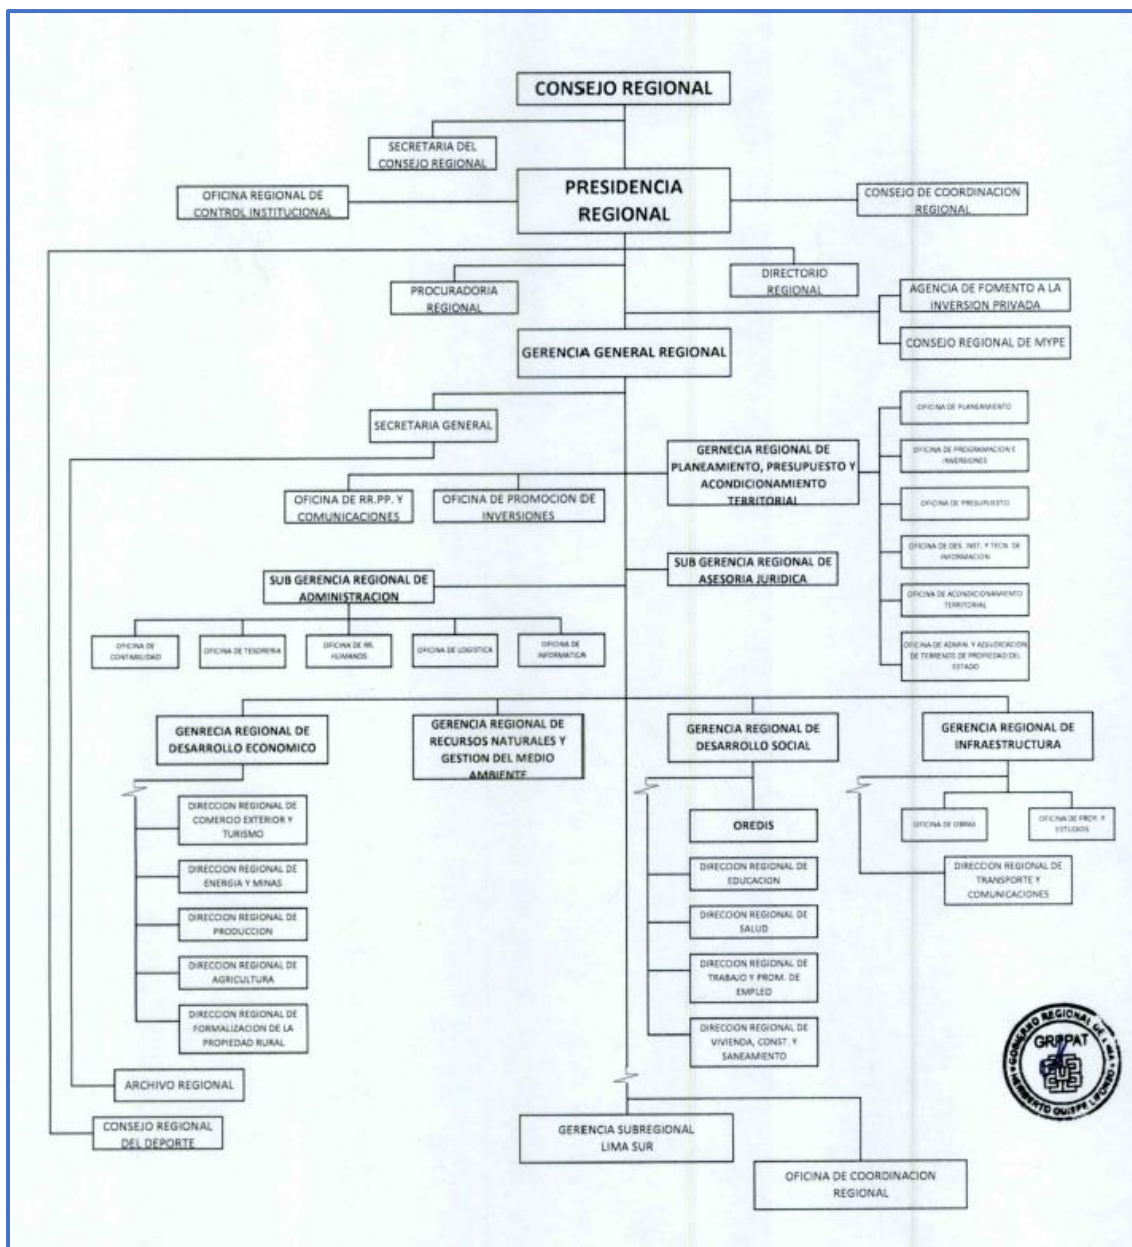 CONSEJO REGIONAL
SECRETARIA DEL
CONSEJO REGIONAL
OFICINA REGIONAL DE
CONTROL INSTITUCIONAL
PRESIDENCIA
REGIONAL
CONSEJO DE COORDINACION
REGIONAL
PROCURADORIA
REGIONAL
DIRECTORIO
REGIONAL
AGENCIA DE FOMENTO A LA
INVERSION PRIVADA
CONSEJO REGIONAL DE MYPE
GERENCIA GENERAL REGIONAL
SECRETARIA GENERAL
OFICINA DE RR.PP. Y
COMUNICACIONES
OFICINA DE PROMOCION DE
INVERSIONES
GERNECIA REGIONAL DE
PLANEAMIENTO, PRESUPUESTO Y
ACONDICIONAMIENTO
TERRITORIAL
OFICINA DE PLANEAMIENTO
OFICINA DE PROGRAMACION E
INVERSIONES
OFICINA DE PRESUPUESTO
OFICINA DE DES. INST. Y TECN. DE
INFORMACION
OFICINA DE ACONDICIONAMIENTO
TERRITORIAL
OFICINA DE ADMIN. Y ADJUDICACION
DE TERRENOS DE PROPIEDAD DEL
ESTADO
SUB GERENCIA REGIONAL DE
ASESORIA JURIDICA
SUB GERENCIA REGIONAL DE
ADMINISTRACION
OFICINA DE
CONTABILIDAD
OFICINA DE TESORERIA
OFICINA DE RR.
HUMANOS
OFICINA DE LOGISTICA
OFICINA DE
INFORMATICA
GENRECIA REGIONAL DE
DESARROLLO ECONOMICO
GERENCIA REGIONAL DE
RECURSOS NATURALES Y
GESTION DEL MEDIO
AMBIENTE
GERENCIA REGIONAL DE
DESARROLLO SOCIAL
GERENCIA REGIONAL DE
INFRAESTRUCTURA
DIRECCION REGIONAL DE
COMERCIO EXTERIOR Y
TURISMO
DIRECCION REGIONAL DE
ENERGIA Y MINAS
DIRECCION REGIONAL DE
PRODUCCION
DIRECCION REGIONAL DE
AGRICULTURA
DIRECCION REGIONAL DE
FORMALIZACION DE LA
PROPIEDAD RURAL
OREDIS
DIRECCION REGIONAL DE
EDUCACION
DIRECCION REGIONAL DE
SALUD
DIRECCION REGIONAL DE
TRABAJO Y PROM. DE
EMPLEO
DIRECCION REGIONAL DE
VIVIENDA, CONST. Y
SANEAMIENTO
OFICINA DE OBRAS
OFICINA DE PROY. Y
ESTUDIOS
DIRECCION REGIONAL DE
TRANSPORTE Y
COMUNICACIONES
ARCHIVO REGIONAL
CONSEJO REGIONAL
DEL DEPORTE
GERENCIA SUBREGIONAL
LIMA SUR
OFICINA DE COORDINACION
REGIONAL
GOBIERNO REGIONAL DE LIMA
GRPPAT
HERIBERTO QUISPE